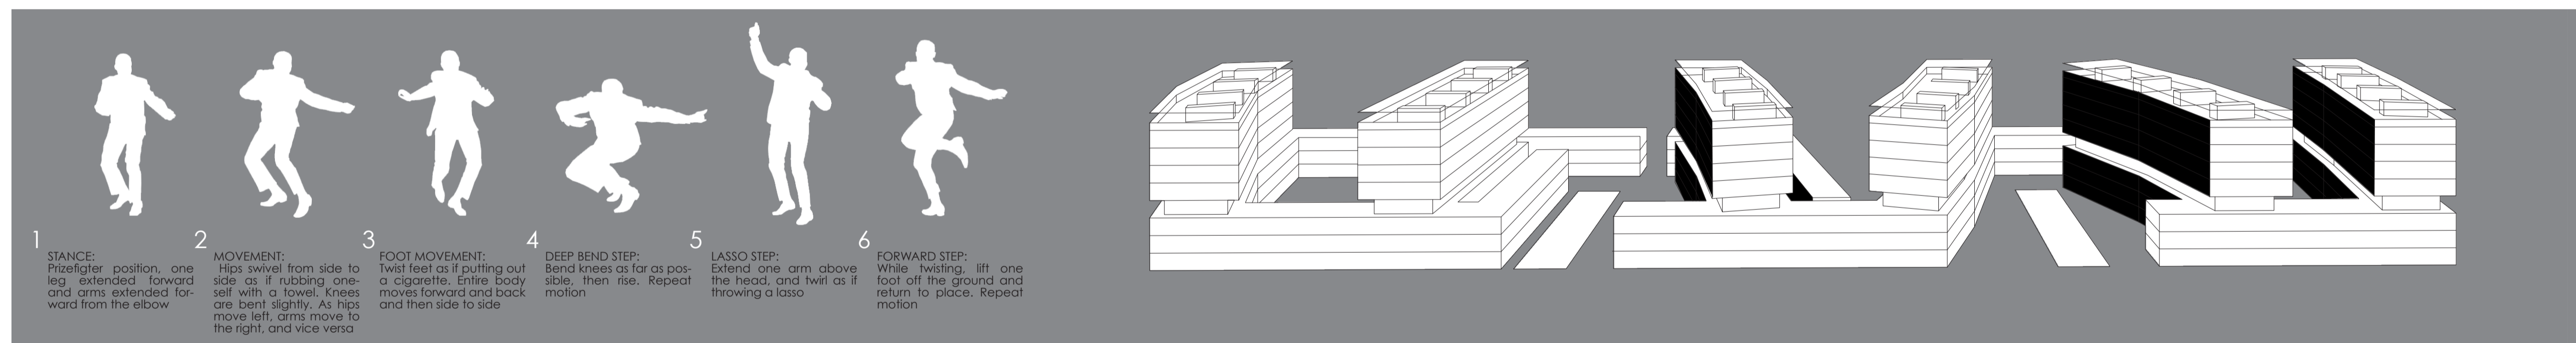 1
STANCE:
Prizefigter position, one
leg extended forward
and arms extended for-
ward from the elbow
2
MOVEMENT:
Hips swivel from side to
side as if rubbing one-
self with a towel. Knees
are bent slightly. As hips
move left, arms move to
the right, and vice versa
3
FOOT MOVEMENT:
Twist feet as if putting out
a cigarette. Entire body
moves forward and back
and then side to side
4
DEEP BEND STEP:
Bend knees as far as pos-
sible, then rise. Repeat
motion
5
LASSO STEP:
Extend one arm above
the head, and twirl as if
throwing a lasso
6
FORWARD STEP:
While twisting, lift one
foot off the ground and
return to place. Repeat
motion